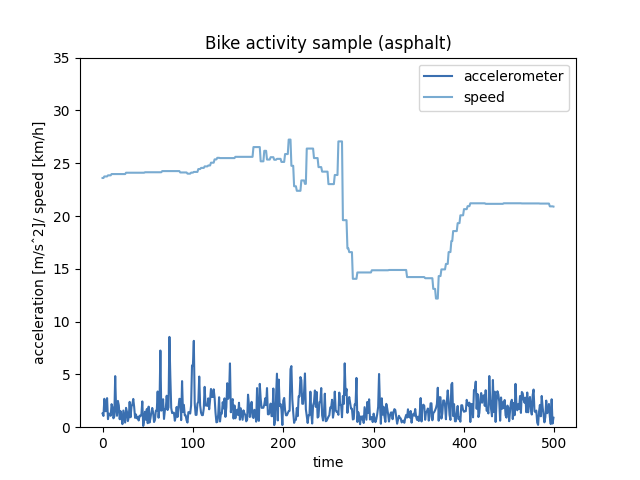 Bike activity sample (asphalt)
accelerometer
speed
acceleration [m/sˆ2]/ speed [km/h]
35
30
25
20
15
10
5
0
0 100 200 300 400 500
time